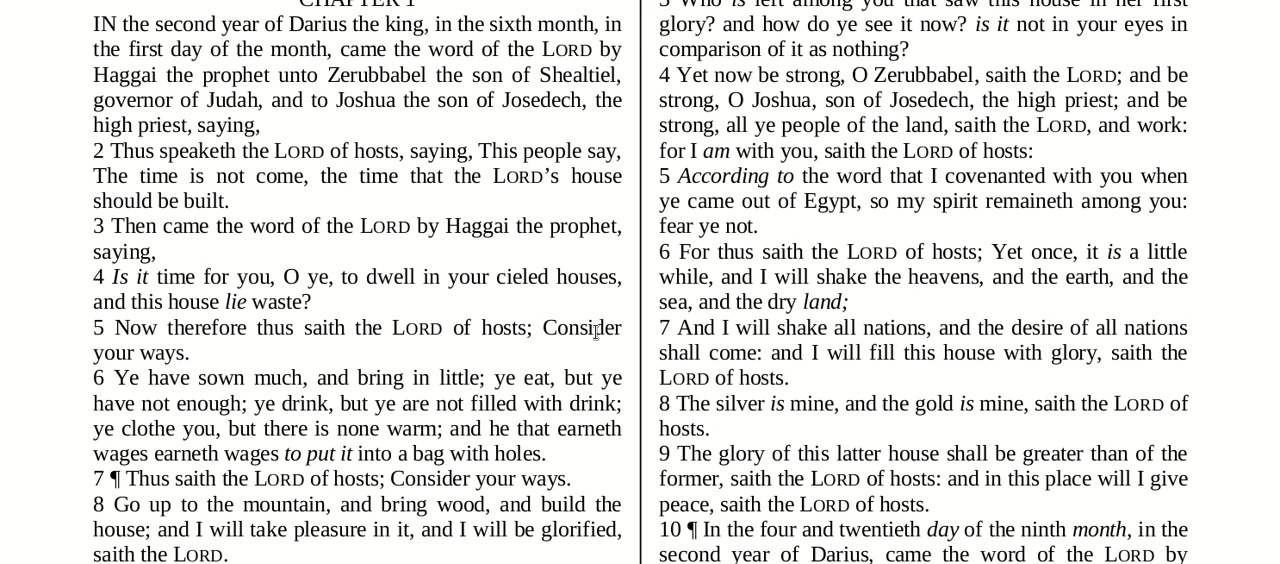 CHAPTER 1
IN the second year of Darius the king, in the sixth month, in
the first day of the month, came the word of the LORD by
Haggai the prophet unto Zerubbabel the son of Shealtiel,
governor of Judah, and to Joshua the son of Josedech, the
high priest, saying,
2 Thus speaketh the LORD of hosts, saying, This people say,
The time is not come, the time that the LORD’s house
should be built.
3 Then came the word of the LORD by Haggai the prophet,
saying,
4 Is it time for you, O ye, to dwell in your cieled houses,
and this house lie waste?
5 Now therefore thus saith the LORD of hosts; Consider
your ways.
6 Ye have sown much, and bring in little; ye eat, but ye
have not enough; ye drink, but ye are not filled with drink;
ye clothe you, but there is none warm; and he that earneth
wages earneth wages to put it into a bag with holes.
7 ¶ Thus saith the LORD of hosts; Consider your ways.
8 Go up to the mountain, and bring wood, and build the
house; and I will take pleasure in it, and I will be glorified,
saith the LORD.
3 Who is left among you that saw this house in her first
glory? and how do ye see it now? is it not in your eyes in
comparison of it as nothing?
4 Yet now be strong, O Zerubbabel, saith the LORD; and be
strong, O Joshua, son of Josedech, the high priest; and be
strong, all ye people of the land, saith the LORD, and work:
for I am with you, saith the LORD of hosts:
5 According to the word that I covenanted with you when
ye came out of Egypt, so my spirit remaineth among you:
fear ye not.
6 For thus saith the LORD of hosts; Yet once, it is a little
while, and I will shake the heavens, and the earth, and the
sea, and the dry land;
7 And I will shake all nations, and the desire of all nations
shall come: and I will fill this house with glory, saith the
LORD of hosts.
8 The silver is mine, and the gold is mine, saith the LORD of
hosts.
9 The glory of this latter house shall be greater than of the
former, saith the LORD of hosts: and in this place will I give
peace, saith the LORD of hosts.
10 ¶ In the four and twentieth day of the ninth month, in the
second year of Darius, came the word of the LORD by